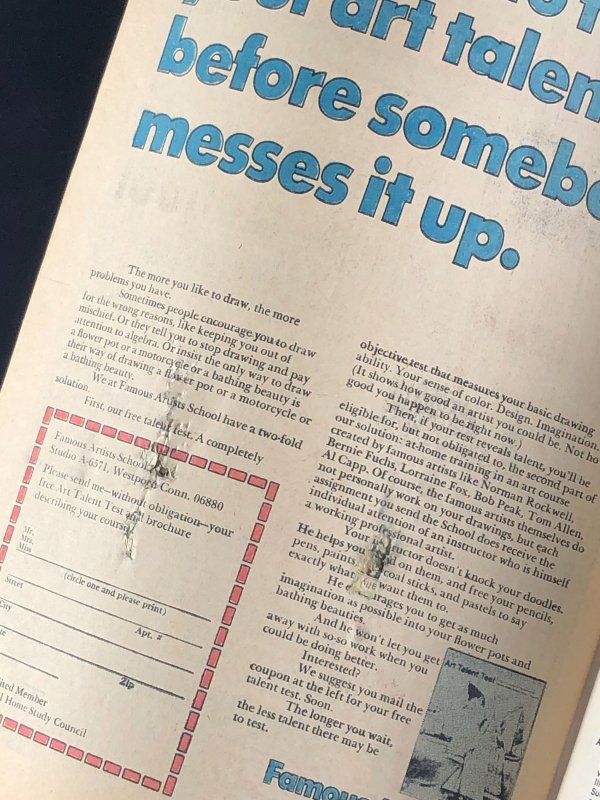 your art talen
before somebo
messes it up.
The more you like to draw, the more
problems you have.
Sometimes people encourage you to draw
for the wrong reasons, like keeping you out of
mischief. Or they tell you to stop drawing and pay
attention to algebra. Or insist the only way to draw
a flower pot or a motorcycle or a bathing beauty is
their way of drawing a flower pot or a motorcycle or
a bathing beauty.
We at Famous Artists School have a two-fold
solution.
First, our free talent test. A completely
objective test that measures your basic drawing
ability. Your sense of color. Design. Imagination.
(It shows how good an artist you could be. Not ho
good you happen to be right now.)
Then, if your test reveals talent, you'll be
eligible for, but not obligated to, the second part of
our solution: at-home training in an art course
created by famous artists like Norman Rockwell,
Bernie Fuchs, Lorraine Fox, Bob Peak, Tom Allen,
Al Capp. Of course, the famous artists themselves do
not personally work on your drawings, but each
assignment you send the School does receive the
individual attention of an instructor who is himself
a working professional artist.
Your instructor doesn't knock your doodles.
He helps you on them, and free your pencils,
pens, paints, coal sticks, and pastels to say
exactly what you want them to.
He encourages you to get as much
imagination as possible into your flower pots and
bathing beauties.
And he won't let you get
away with so-so work when you
could be doing better.
Interested?
We suggest you mail the
coupon at the left for your free
talent test. Soon.
The longer you wait,
the less talent there may be
to test.
Art Talent Test
Famous
Famous Artists School
Studio A-6571, Westport, Conn. 06880
Please send me—without obligation—your
free Art Talent Test and brochure
describing your course.
Mr.
Mrs.
Miss
(circle one and please print)
Street
Apt. #
City
Zip
ited Member
l Home Study Council